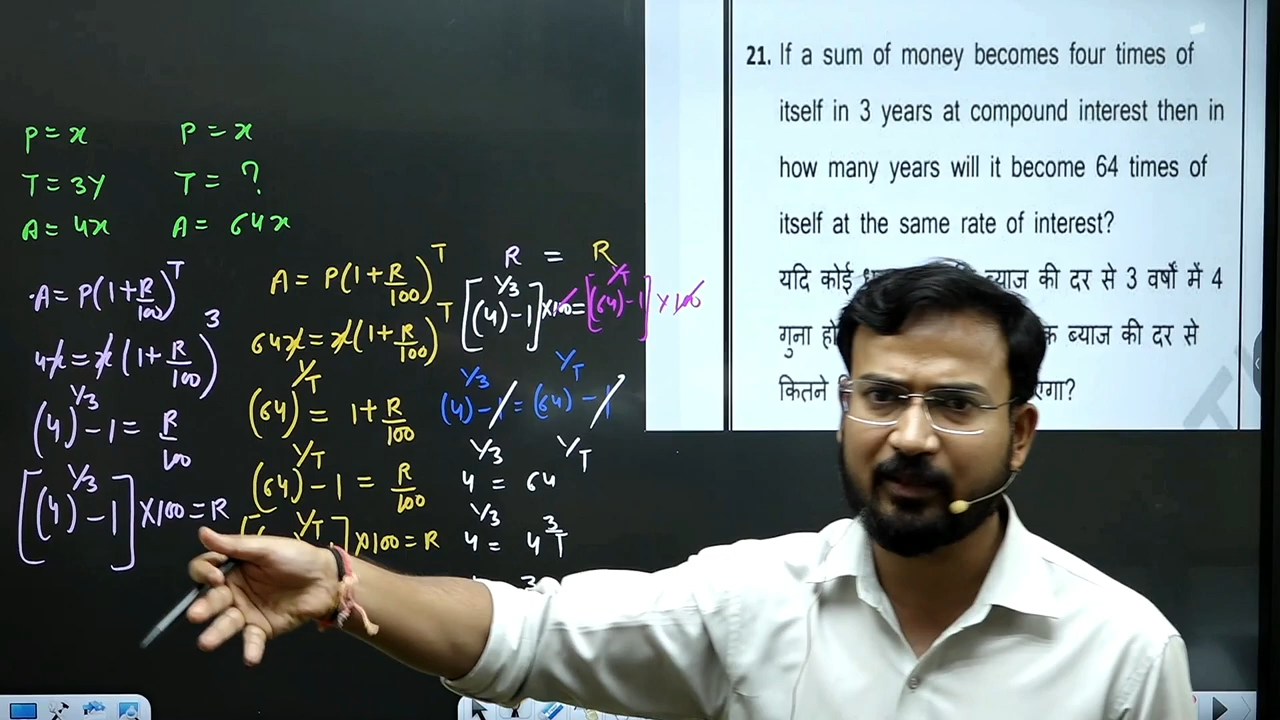 21. If a sum of money becomes four times of
itself in 3 years at compound interest then in
how many years will it become 64 times of
itself at the same rate of interest?
यदि कोई ब्याज की दर से 3 वर्षों में 4
गुना हो ब्याज की दर से
कितने
P = x
T = 3Y
A = 4x
P = x
T = ?
A = 64x
A = P(1+R/100)^T
4x = x(1+R/100)^3
(4)^1/3 - 1 = R/100
[(4)^1/3 - 1] × 100 = R
A = P(1+R/100)^T
64x = x(1+R/100)^T
(64)^1/T = 1+R/100
(64)^1/T - 1 = R/100
1/T] × 100 = R
R = R
[(4)^1/3 - 1] × 100 = [(64)^1/T - 1] × 100
(4)^1/3 - 1 = (64)^1/T - 1
4^1/3 = 64^1/T
4^1/3 = 4^3/T